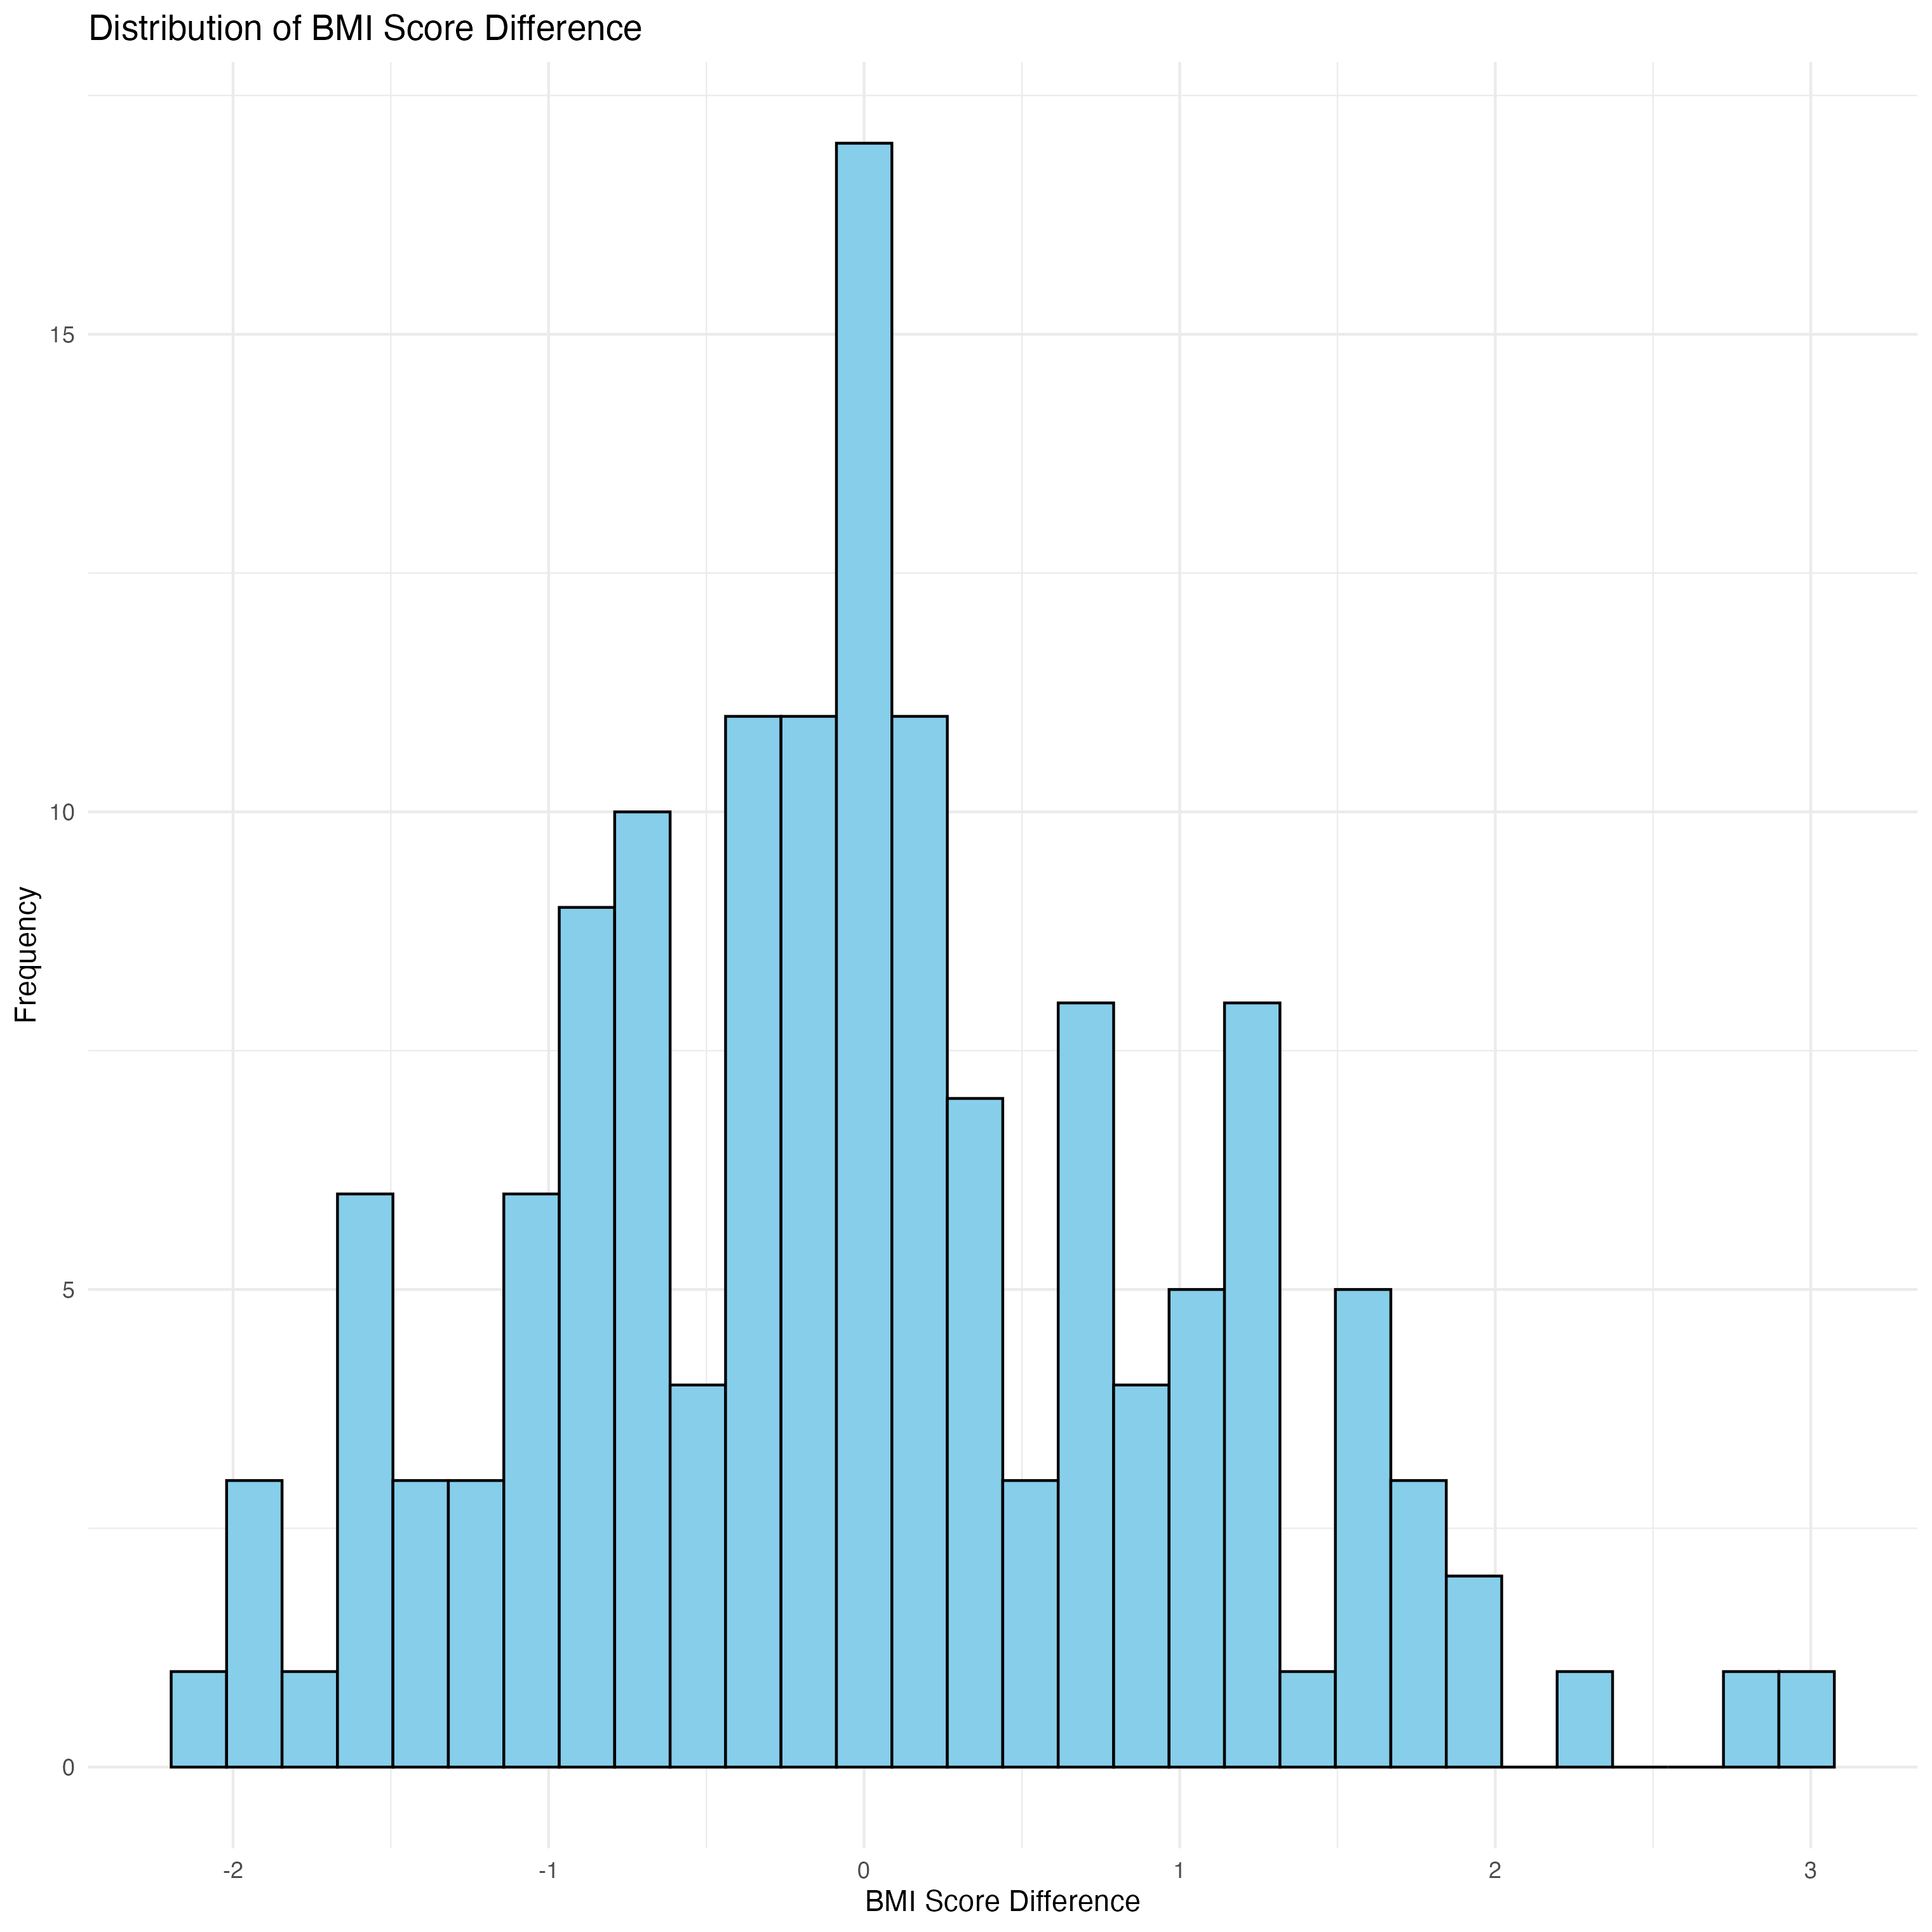 Distribution of BMI Score Difference
Frequency
15
10
5
0
-2 -1 0 1 2 3
BMI Score Difference